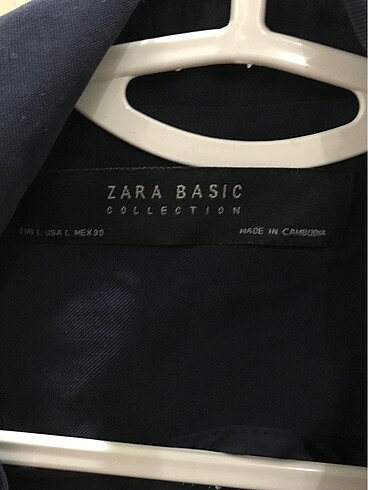 ZARA BASIC
COLLECTION
EUR L USA L MEX30 MADE IN CAMBODIA